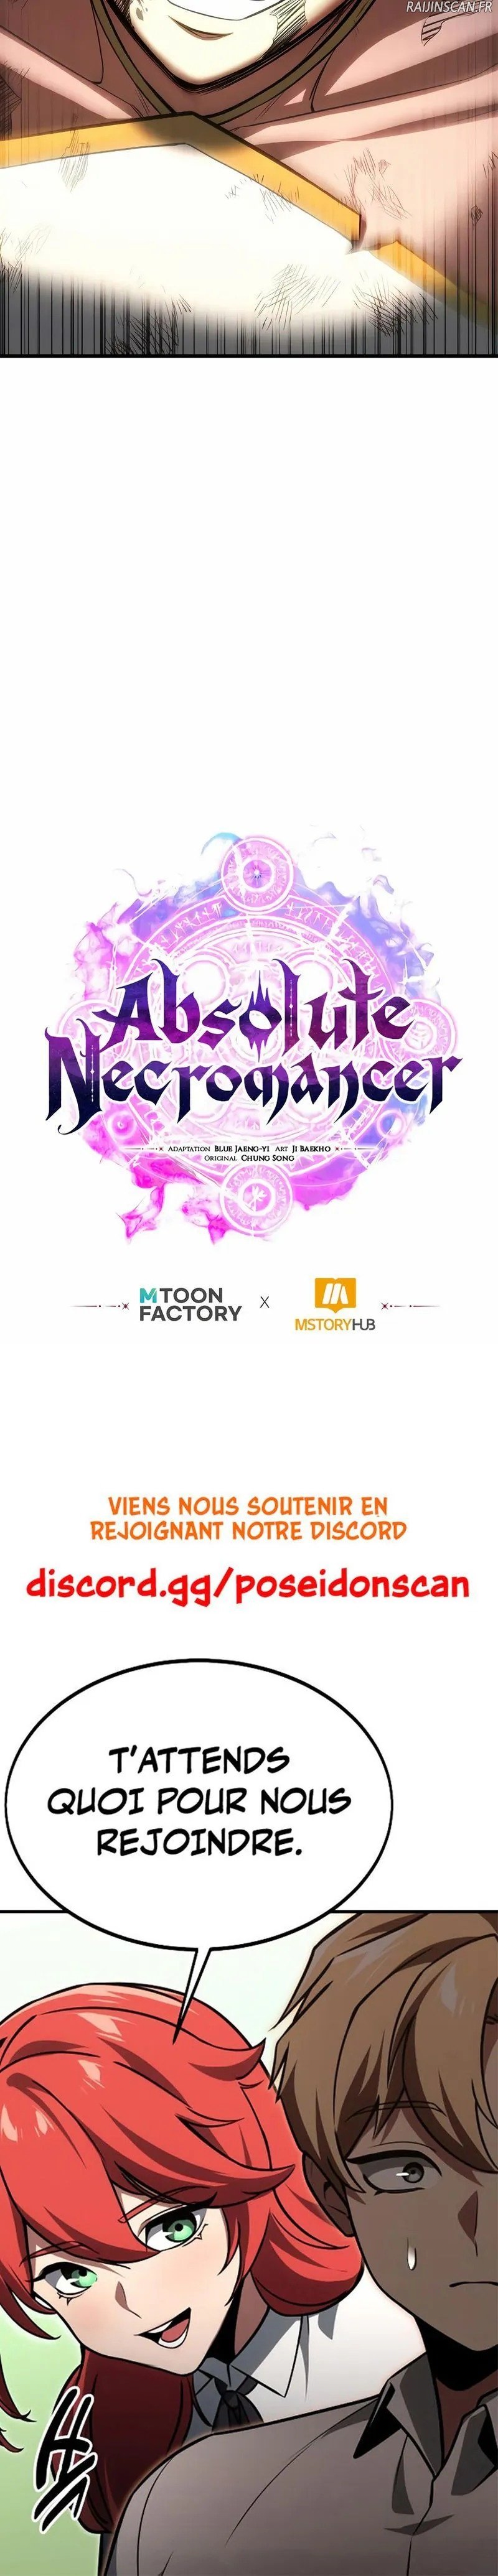 RAIJINSCAN.FR
Absolute
Necromancer
ADAPTATION BLUE JAENG-YI ART JI BAEKHO
ORIGINAL CHUNG SONG
MTOON
FACTORY
X
MSTORYHUB
VIENS NOUS SOUTENIR EN
REJOIGNANT NOTRE DISCORD
discord.gg/poseidonscan
T'ATTENDS
QUOI POUR NOUS
REJOINDRE.